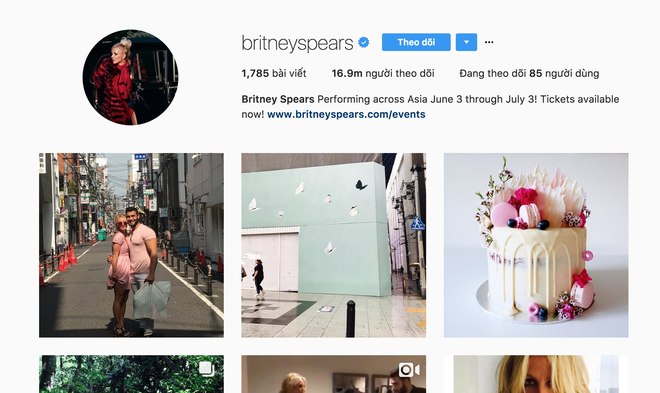 britneyspears Theo dõi
1,785 bài viết 16.9m người theo dõi Đang theo dõi 85 người dùng
Britney Spears Performing across Asia June 3 through July 3! Tickets available
now! www.britneyspears.com/events